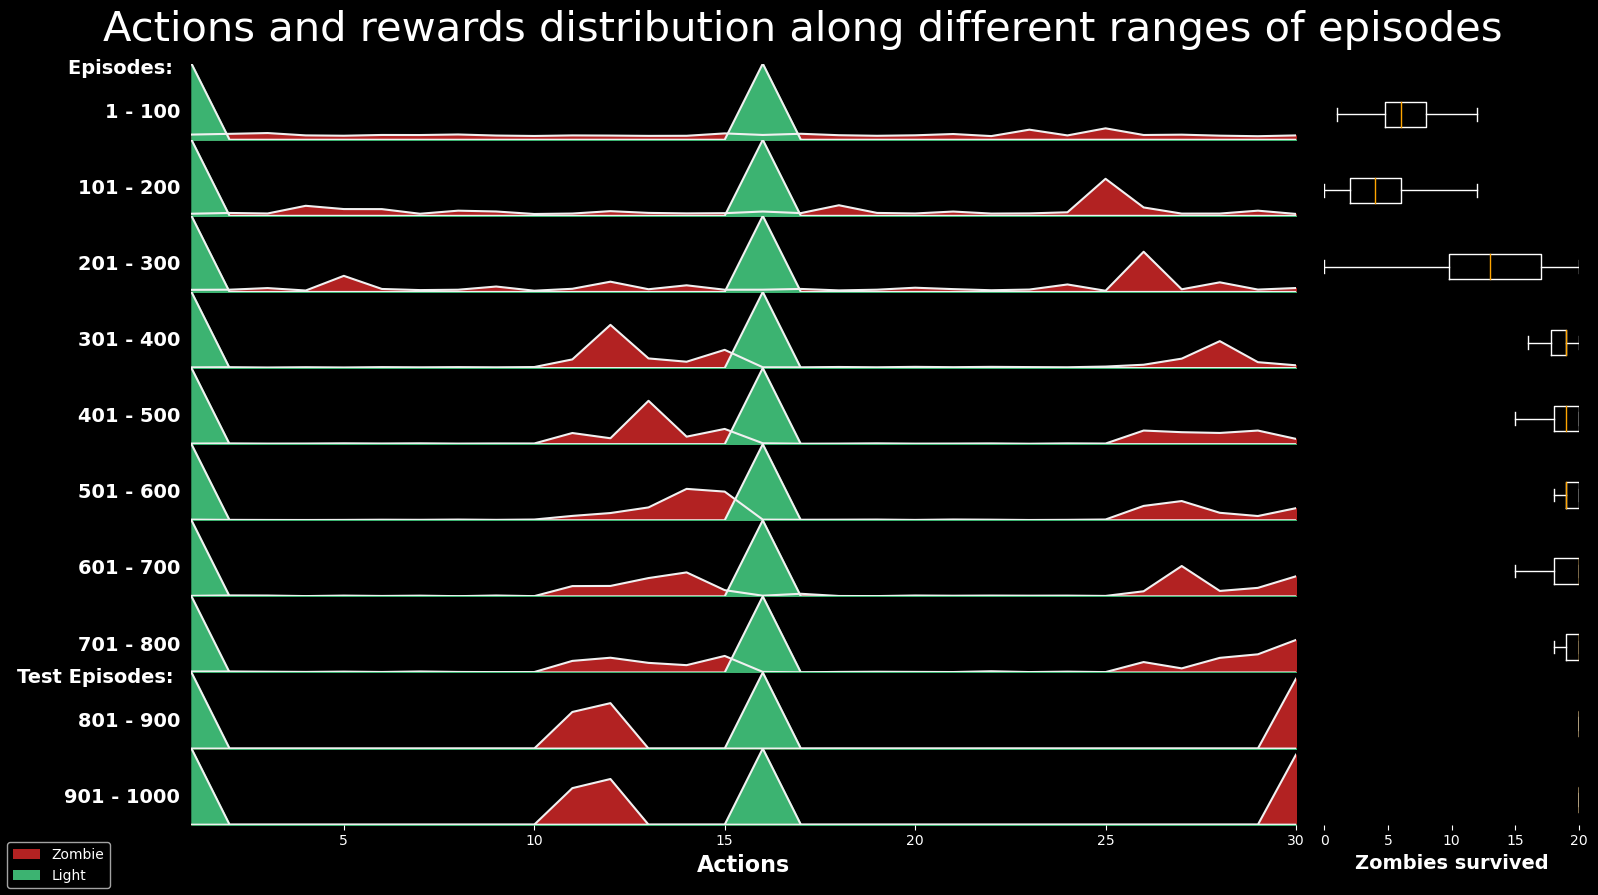 Actions and rewards distribution along different ranges of episodes
Episodes:
1 - 100
101 - 200
201 - 300
301 - 400
401 - 500
501 - 600
601 - 700
701 - 800
Test Episodes:
801 - 900
901 - 1000
5 10 15 20 25 30
0 5 10 15 20
Actions
Zombies survived
Zombie
Light